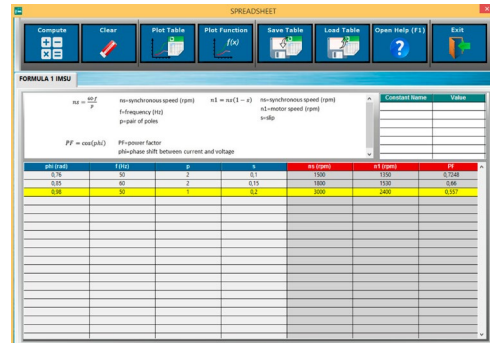 SPREADSHEET
Compute Clear Plot Table Plot Function Save Table Load Table Open Help (F1) Exit
f(x) ?
FORMULA 1 IMSU
ns = 60 f / p ns=synchronous speed (rpm) n1 = ns(1 − s) ns=synchronous speed (rpm) Constant Name Value
f=frequency (Hz) n1=motor speed (rpm)
p=pair of poles s=slip
PF = cos(phi) PF=power factor
phi=phase shift between current and voltage
phi (rad) f (Hz) p s ns (rpm) n1 (rpm) PF
0,76 50 2 0,1 1500 1350 0,7248
0,85 60 2 0,15 1800 1530 0,66
0,98 50 1 0,2 3000 2400 0,557